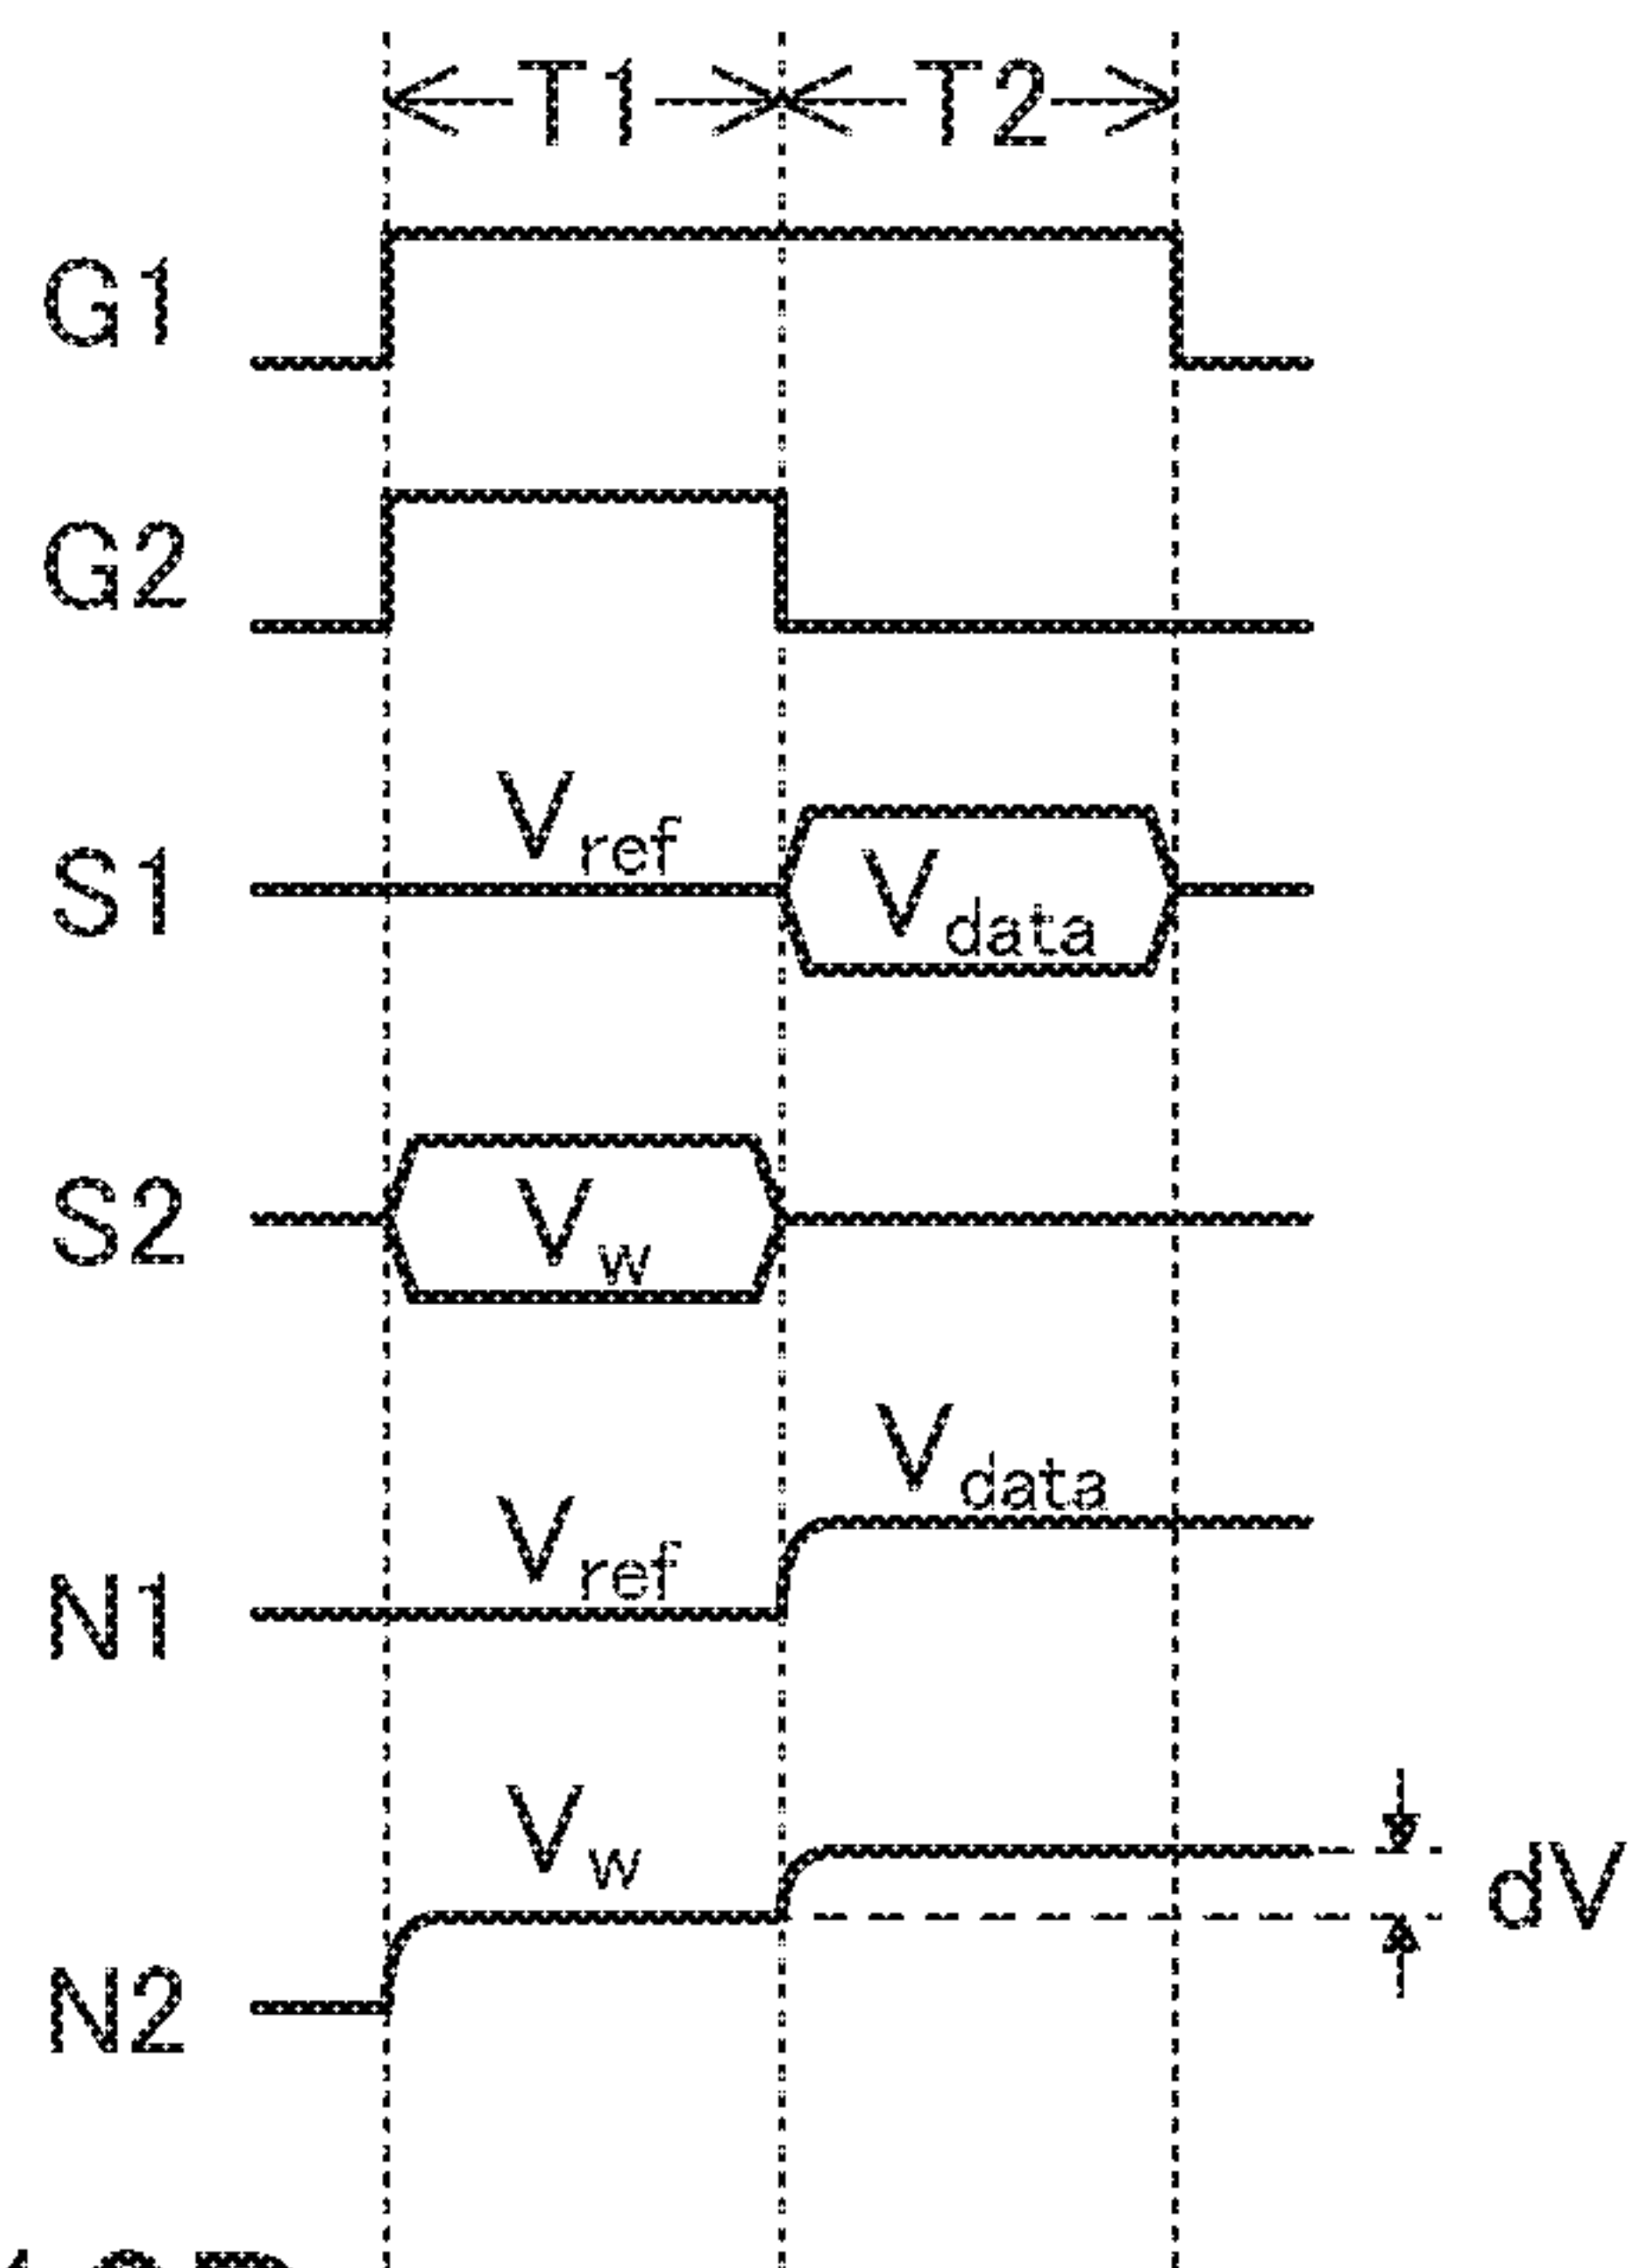 T1 T2
G1
G2
S1 Vref Vdata
S2 Vw
N1 Vref Vdata
N2 Vw dV